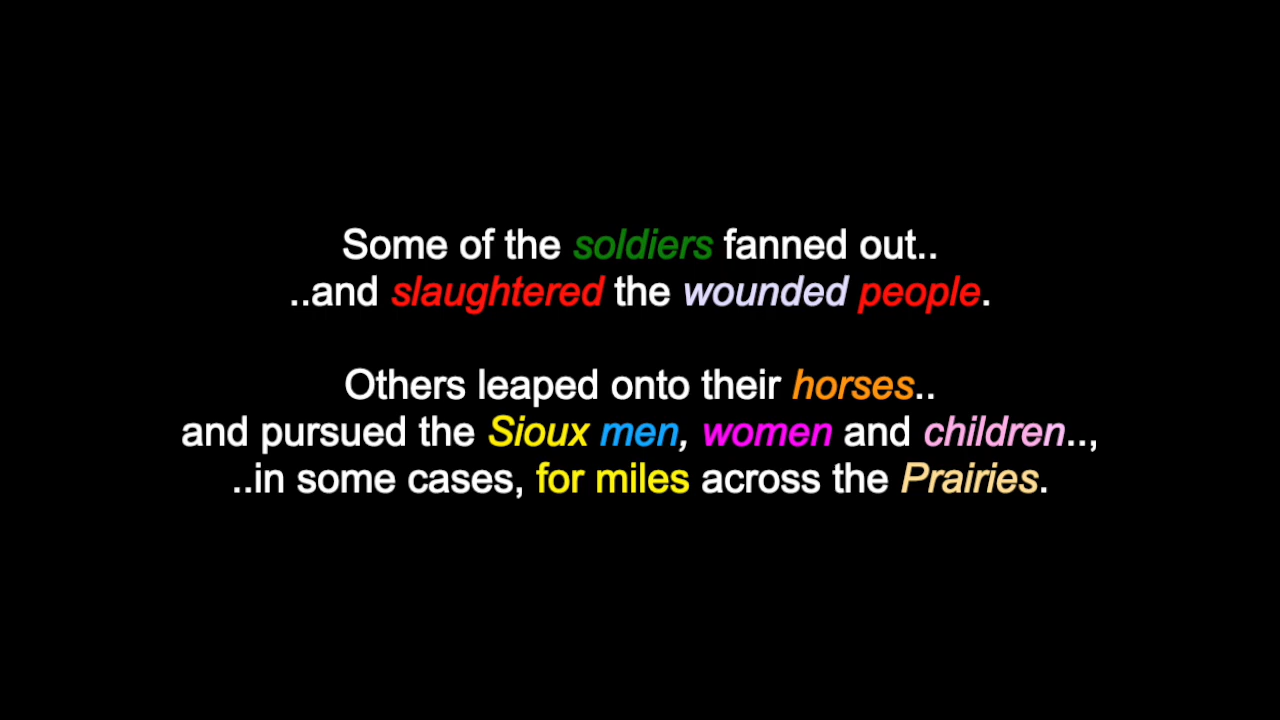 Some of the soldiers fanned out..
..and slaughtered the wounded people.
Others leaped onto their horses..
and pursued the Sioux men, women and children..,
..in some cases, for miles across the Prairies.